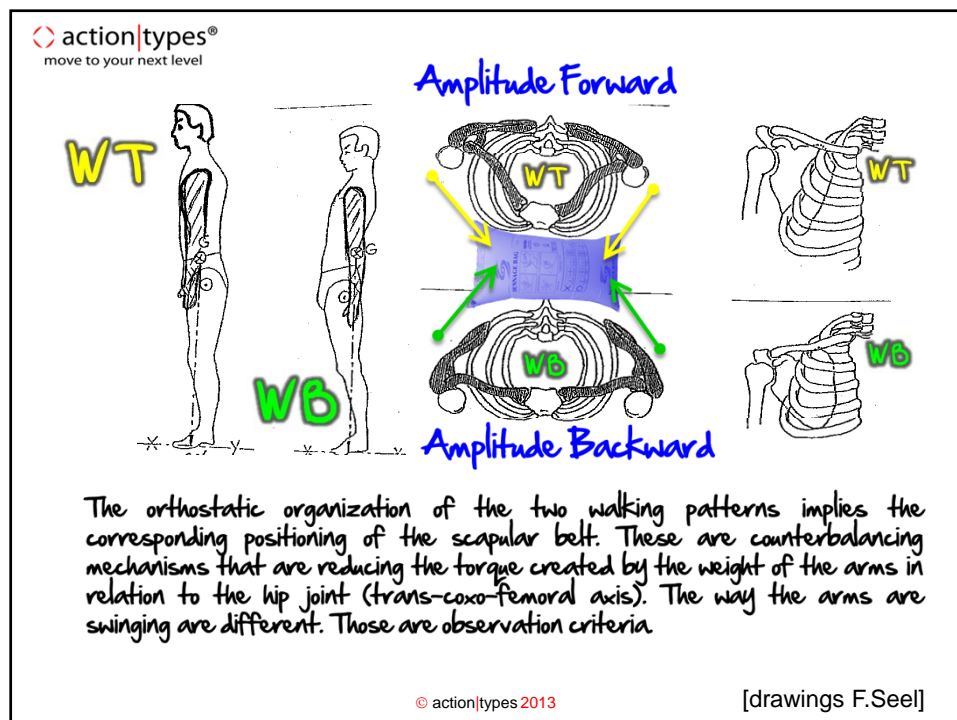 action|types®
move to your next level
Amplitude Forward
WT
WT
WT
G
G
WB
WB
WB
X
Y
X
Y
Amplitude Backward
The orthostatic organization of the two walking patterns implies the
corresponding positioning of the scapular belt. These are counterbalancing
mechanisms that are reducing the torque created by the weight of the arms in
relation to the hip joint (trans-coxo-femoral axis). The way the arms are
swinging are different. Those are observation criteria.
© action|types 2013
[drawings F.Seel]